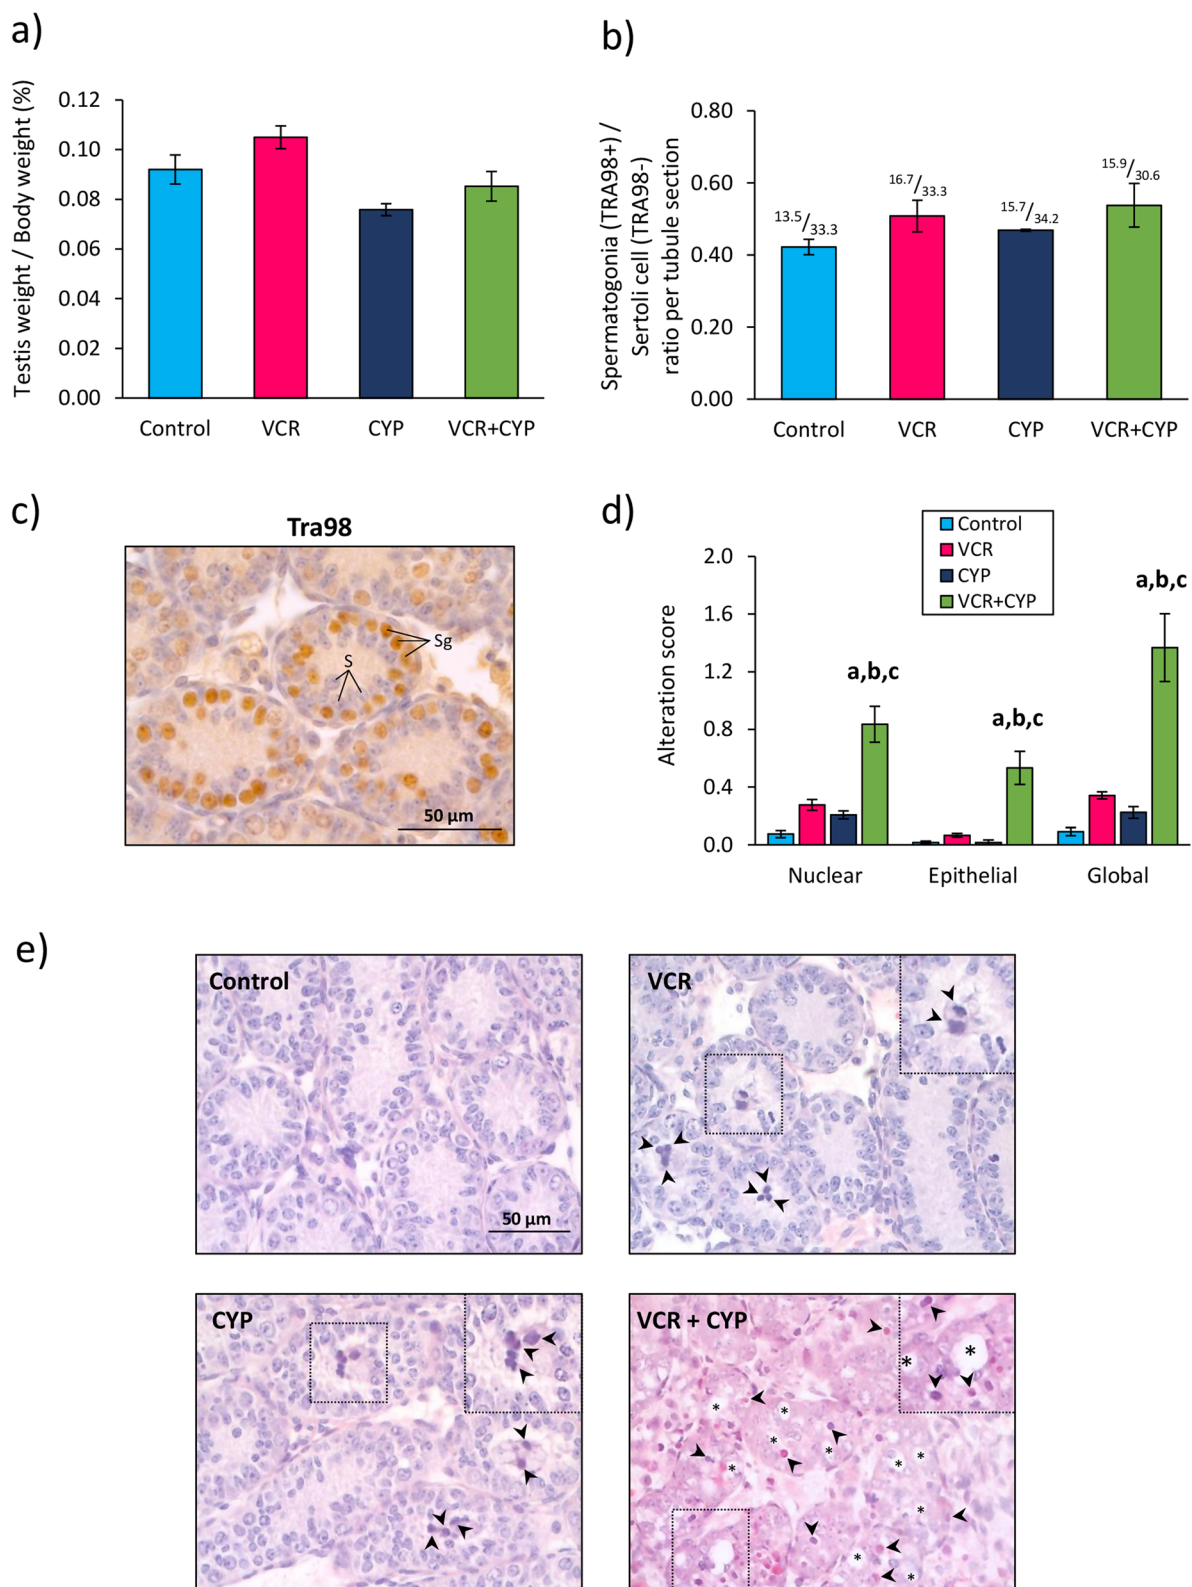 a)
Testis weight / Body weight (%)
0.12
0.10
0.08
0.06
0.04
0.02
0.00
Control VCR CYP VCR+CYP
b)
Spermatogonia (TRA98+) /
Sertoli cell (TRA98-)
ratio per tubule section
0.80
0.60
0.40
0.20
0.00
13.5/33.3
16.7/33.3
15.7/34.2
15.9/30.6
Control VCR CYP VCR+CYP
c)
Tra98
Sg
S
50 µm
d)
Control
VCR
CYP
VCR+CYP
Alteration score
2.0
1.6
1.2
0.8
0.4
0.0
a,b,c
a,b,c
a,b,c
Nuclear Epithelial Global
e)
Control
50 µm
VCR
CYP
VCR + CYP
* *
* *
* *
* * *
*
* *